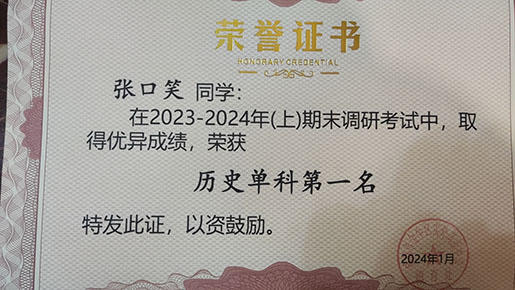 荣誉证书
HONORARY CREDENTIAL
张口笑 同学：
在2023-2024年(上)期末调研考试中，取
得优异成绩，荣获
历史单科第一名
特发此证，以资鼓励。
2024年1月